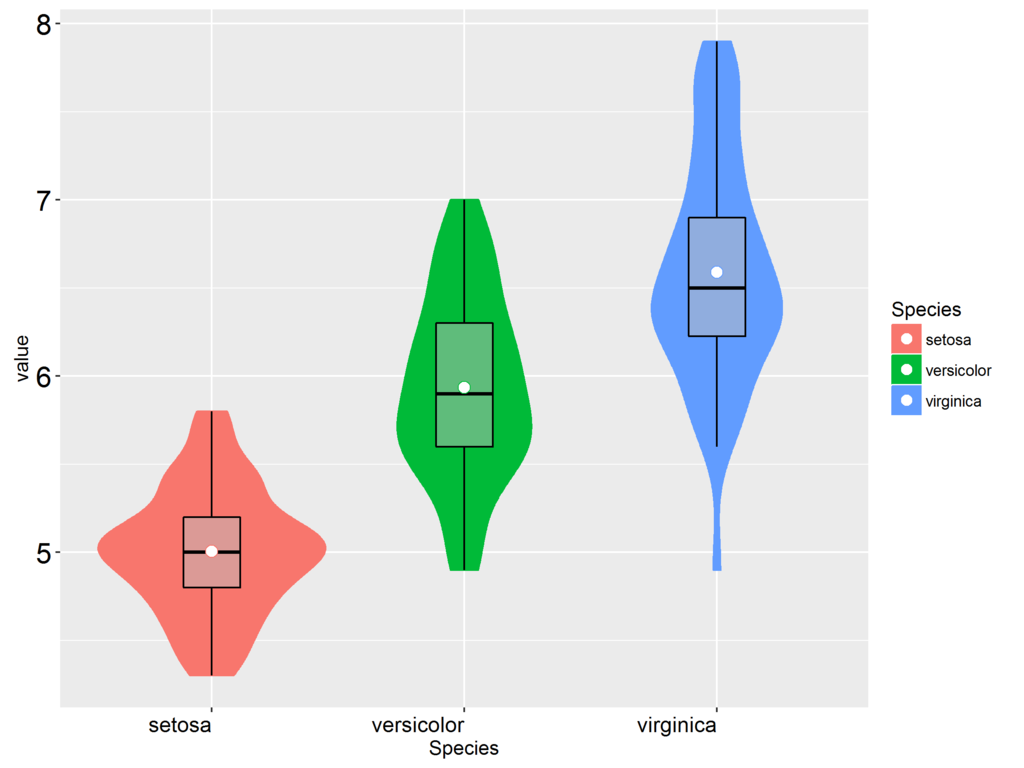 8
7
6
5
value
setosa
versicolor
virginica
Species
Species
setosa
versicolor
virginica